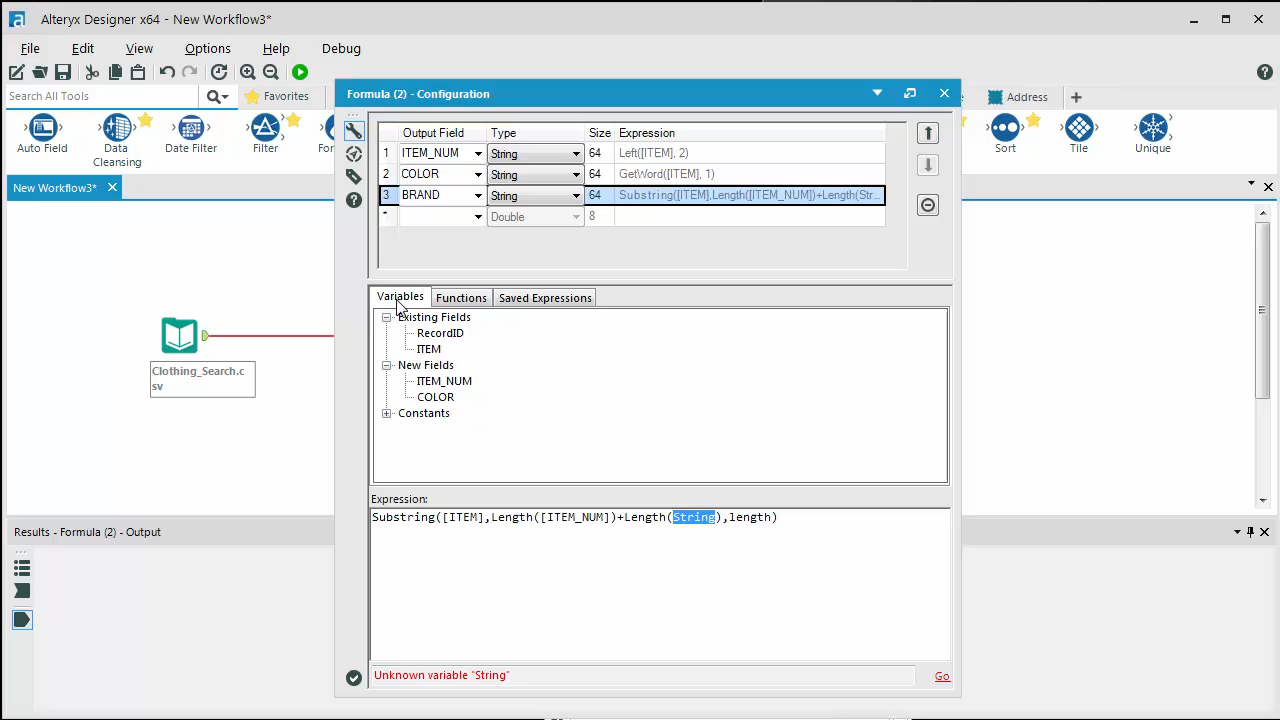 Alteryx Designer x64 - New Workflow3*
File Edit View Options Help Debug
Search All Tools Favorites Address
Auto Field Data Cleansing Date Filter Filter Sort Tile Unique
New Workflow3*
Clothing_Search.c
sv
Results - Formula (2) - Output
Formula (2) - Configuration
Output Field Type Size Expression
1 ITEM_NUM String 64 Left([ITEM], 2)
2 COLOR String 64 GetWord([ITEM], 1)
3 BRAND String 64 Substring([ITEM],Length([ITEM_NUM])+Length(Str...
* Double 8
Variables Functions Saved Expressions
Existing Fields
RecordID
ITEM
New Fields
ITEM_NUM
COLOR
Constants
Expression:
Substring([ITEM],Length([ITEM_NUM])+Length(String),length)
Unknown variable "String" Go